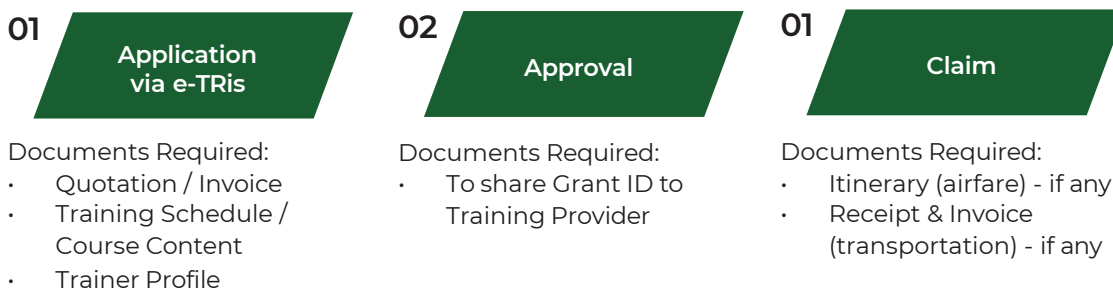 01
Application
via e-TRis
Documents Required:
• Quotation / Invoice
• Training Schedule /
Course Content
• Trainer Profile
02
Approval
Documents Required:
• To share Grant ID to
Training Provider
01
Claim
Documents Required:
• Itinerary (airfare) - if any
• Receipt & Invoice
(transportation) - if any